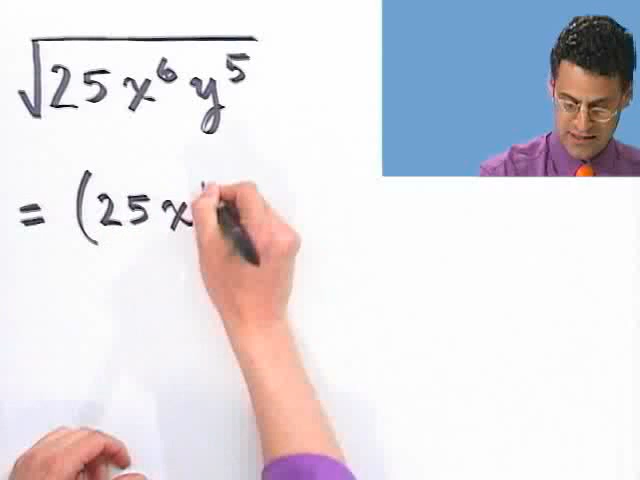 √25x⁶y⁵
= (25x